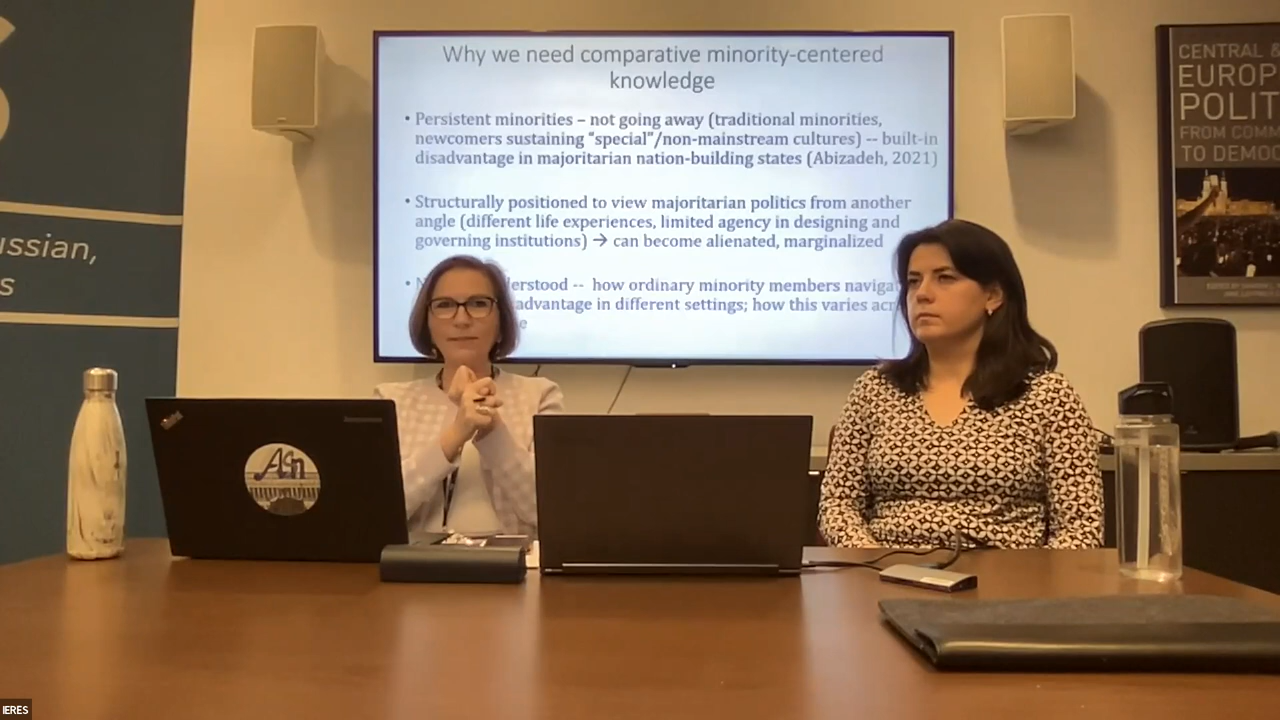 Why we need comparative minority-centered
knowledge
• Persistent minorities – not going away (traditional minorities,
newcomers sustaining "special"/non-mainstream cultures) -- built-in
disadvantage in majoritarian nation-building states (Abizadeh, 2021)
• Structurally positioned to view majoritarian politics from another
angle (different life experiences, limited agency in designing and
governing institutions) → can become alienated, marginalized
• how ordinary minority members
advantage in different settings; how this varies
ussian,
s
CENTRAL &
EUROP
POLIT
FROM COMM
TO DEMOC
ThinkPad
Asn
IERES